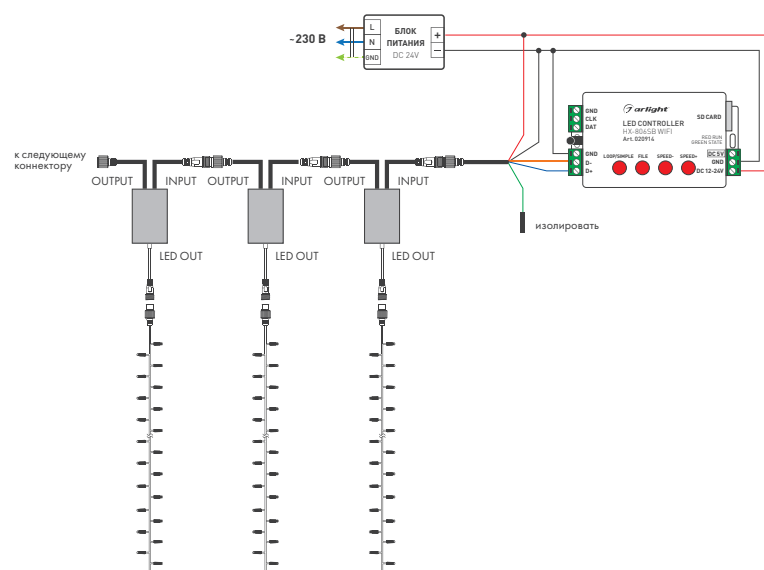 ~230 В
L
N
GND
БЛОК
ПИТАНИЯ
DC 24V
+
–
GND
CLK
DAT
arlight
LED CONTROLLER
HX-806SB WIFI
Art. 020914
SD CARD
RED RUN
GREEN STATE
GND
D-
D+
LOOP/SIMPLE FILE SPEED- SPEED+
DC 5V
GND
DC 12-24V
к следующему
коннектору
OUTPUT INPUT OUTPUT INPUT OUTPUT INPUT
изолировать
LED OUT LED OUT LED OUT